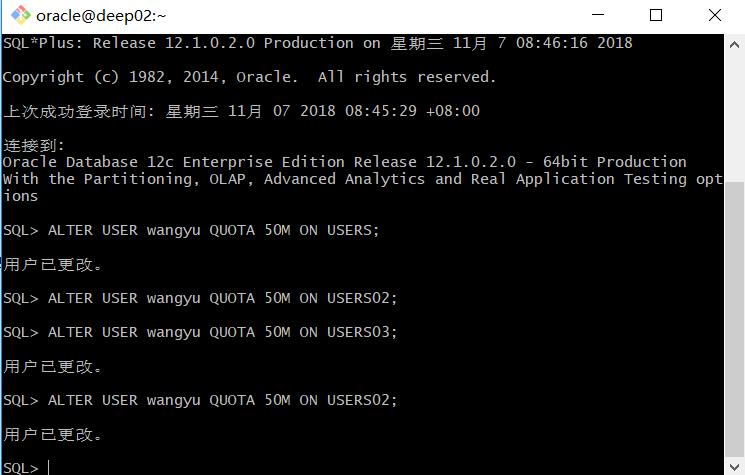 oracle@deep02:~
SQL*Plus: Release 12.1.0.2.0 Production on 星期三 11月 7 08:46:16 2018
Copyright (c) 1982, 2014, Oracle.  All rights reserved.
上次成功登录时间: 星期三 11月 07 2018 08:45:29 +08:00
连接到:
Oracle Database 12c Enterprise Edition Release 12.1.0.2.0 - 64bit Production
With the Partitioning, OLAP, Advanced Analytics and Real Application Testing opt
ions
SQL> ALTER USER wangyu QUOTA 50M ON USERS;
用户已更改。
SQL> ALTER USER wangyu QUOTA 50M ON USERS02;
SQL> ALTER USER wangyu QUOTA 50M ON USERS03;
用户已更改。
SQL> ALTER USER wangyu QUOTA 50M ON USERS02;
用户已更改。
SQL>